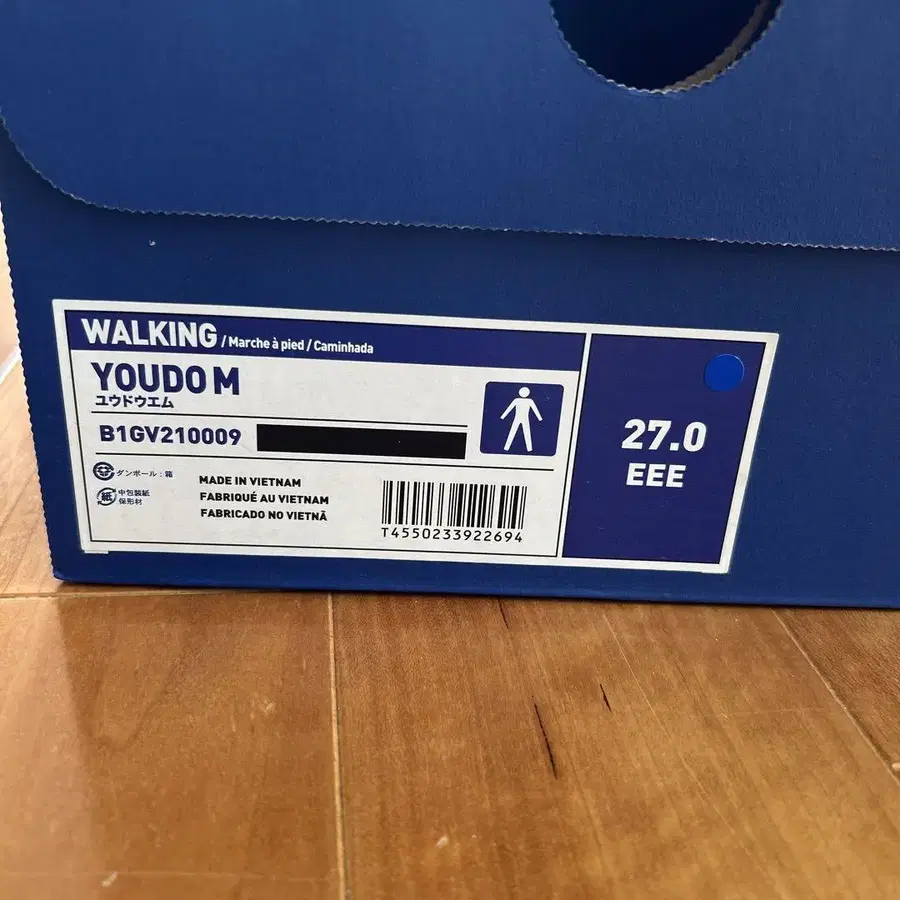 WALKING / Marche à pied / Caminhada
YOUDO M
ユウドウエム
B1GV210009
ダンボール：箱
紙 中包装紙
保形材
MADE IN VIETNAM
FABRIQUÉ AU VIETNAM
FABRICADO NO VIETNÃ
T4550233922694
27.0
EEE